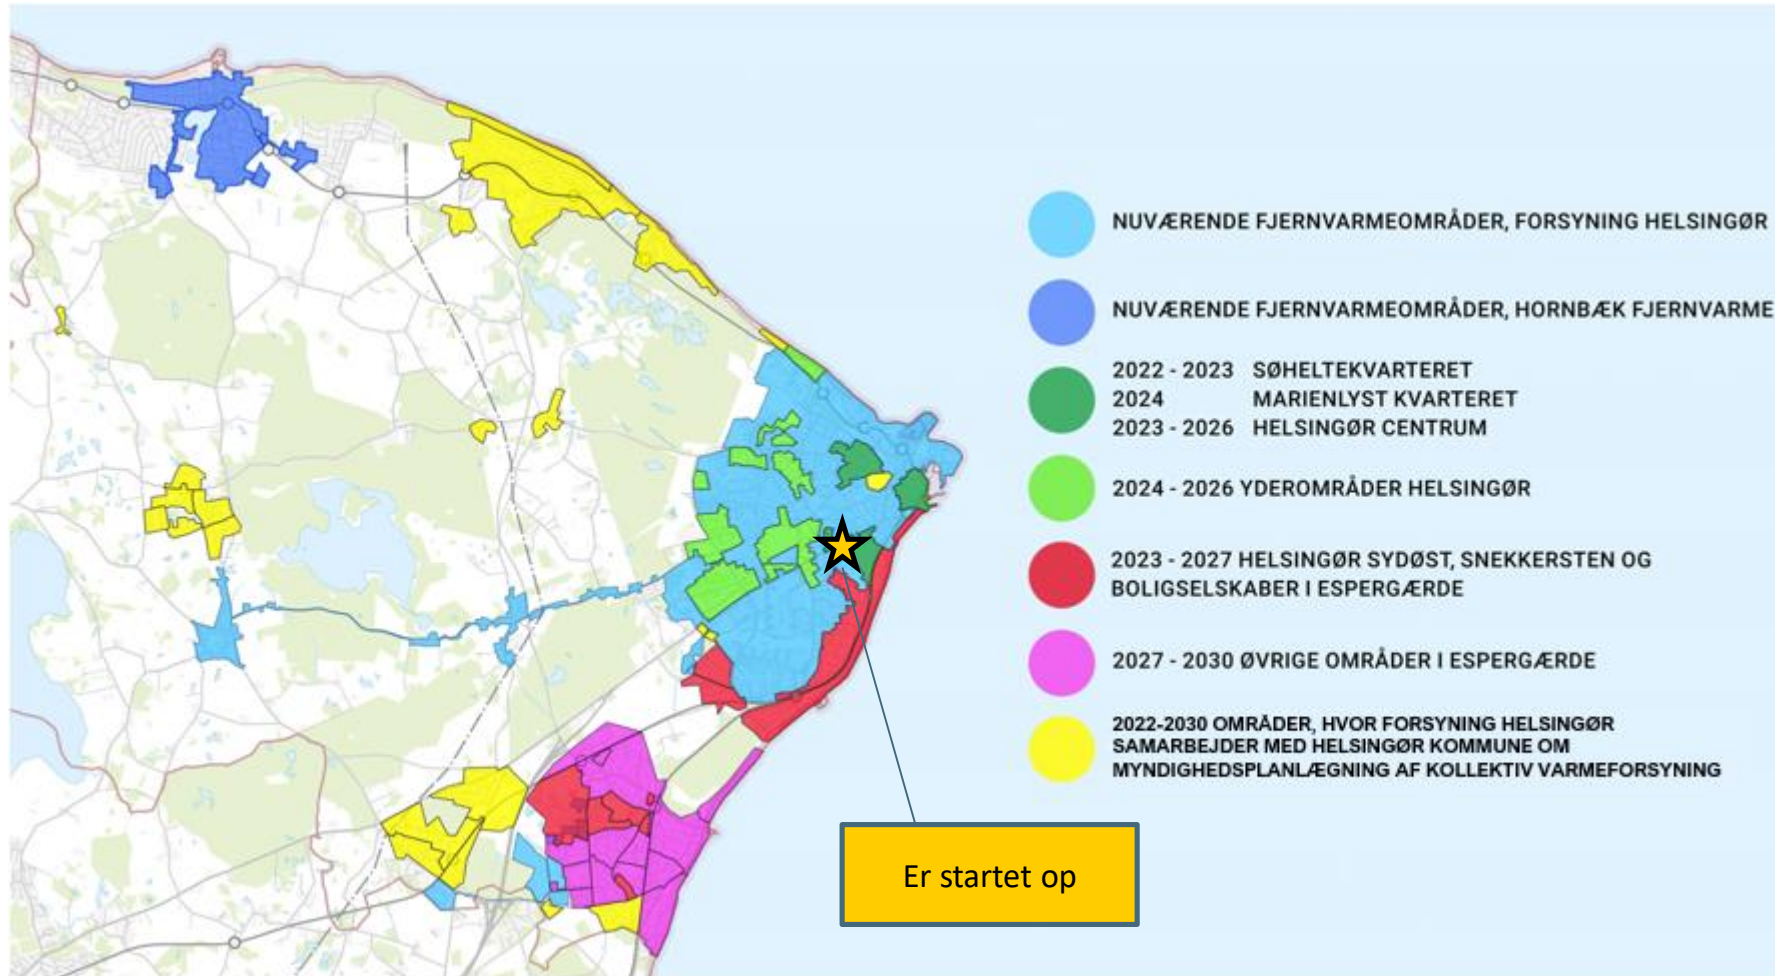 NUVÆRENDE FJERNVARMEOMRÅDER, FORSYNING HELSINGØR
NUVÆRENDE FJERNVARMEOMRÅDER, HORNBÆK FJERNVARME
2022 - 2023 SØHELTEKVARTERET
2024 MARIENLYST KVARTERET
2023 - 2026 HELSINGØR CENTRUM
2024 - 2026 YDEROMRÅDER HELSINGØR
2023 - 2027 HELSINGØR SYDØST, SNEKKERSTEN OG
BOLIGSELSKABER I ESPERGÆRDE
2027 - 2030 ØVRIGE OMRÅDER I ESPERGÆRDE
2022-2030 OMRÅDER, HVOR FORSYNING HELSINGØR
SAMARBEJDER MED HELSINGØR KOMMUNE OM
MYNDIGHEDSPLANLÆGNING AF KOLLEKTIV VARMEFORSYNING
Er startet op